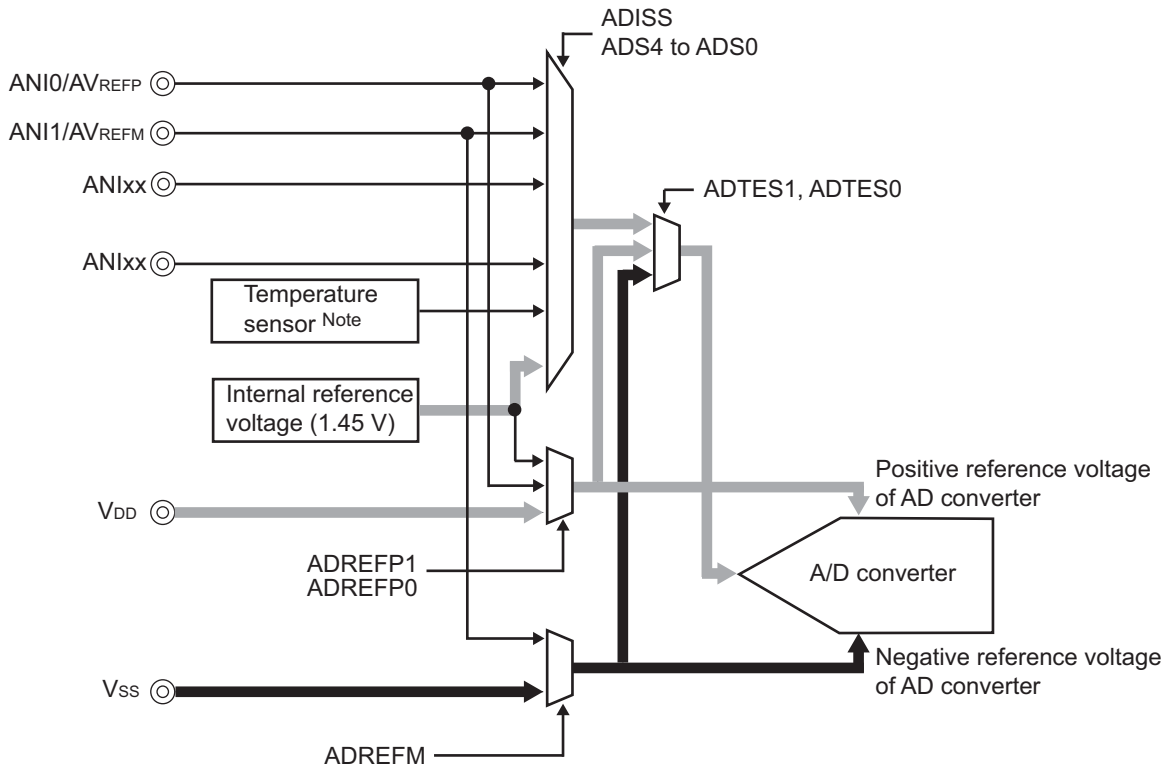 ADISS
ADS4 to ADS0
ANI0/AVREFP
ANI1/AVREFM
ANIxx
ADTES1, ADTES0
ANIxx
Temperature
sensor Note
Internal reference
voltage (1.45 V)
Positive reference voltage
of AD converter
VDD
ADREFP1
ADREFP0
A/D converter
Negative reference voltage
of AD converter
VSS
ADREFM